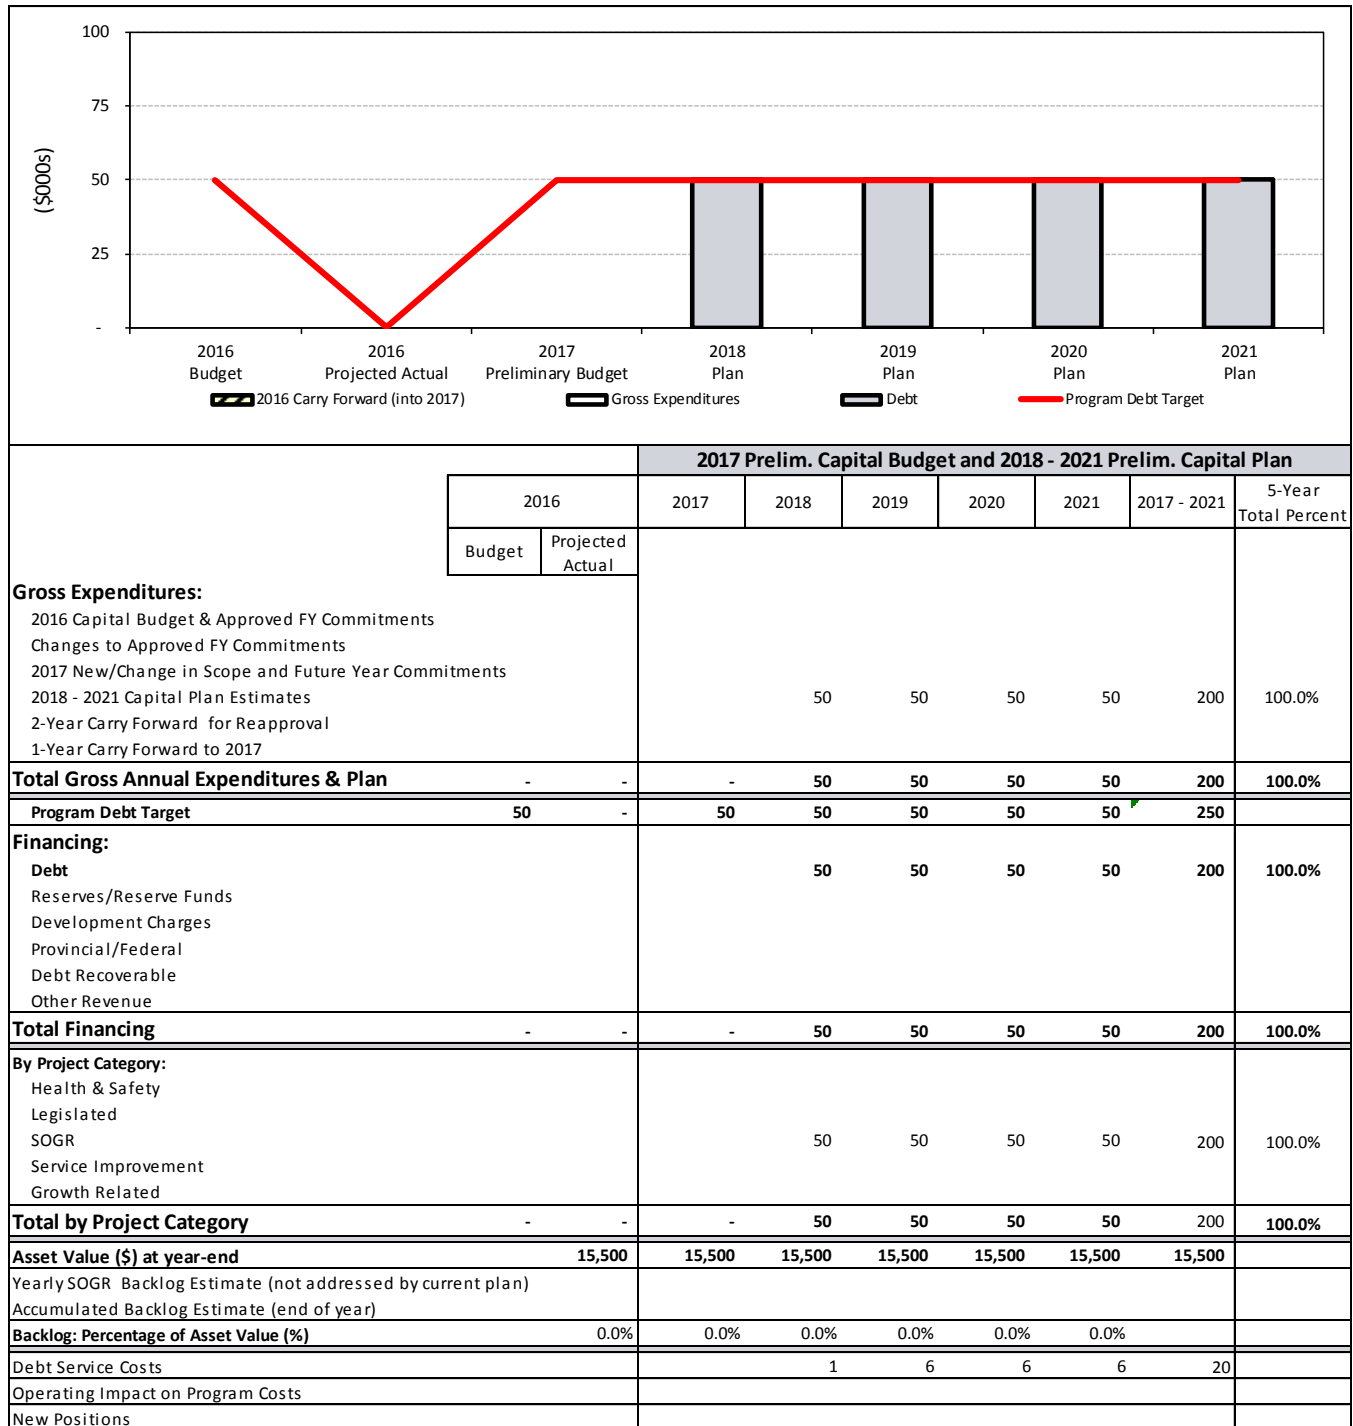 100
75
($000s)
50
25
-
2016 2016 2017 2018 2019 2020 2021
Budget Projected Actual Preliminary Budget Plan Plan Plan Plan
2016 Carry Forward (into 2017) Gross Expenditures Debt Program Debt Target
2017 Prelim. Capital Budget and 2018 - 2021 Prelim. Capital Plan
2016 2017 2018 2019 2020 2021 2017 - 2021 5-Year
Total Percent
Budget Projected
Actual
Gross Expenditures:
2016 Capital Budget & Approved FY Commitments
Changes to Approved FY Commitments
2017 New/Change in Scope and Future Year Commitments
2018 - 2021 Capital Plan Estimates 50 50 50 50 200 100.0%
2-Year Carry Forward for Reapproval
1-Year Carry Forward to 2017
Total Gross Annual Expenditures & Plan - - - 50 50 50 50 200 100.0%
Program Debt Target 50 - 50 50 50 50 50 250
Financing:
Debt 50 50 50 50 200 100.0%
Reserves/Reserve Funds
Development Charges
Provincial/Federal
Debt Recoverable
Other Revenue
Total Financing - - - 50 50 50 50 200 100.0%
By Project Category:
Health & Safety
Legislated
SOGR 50 50 50 50 200 100.0%
Service Improvement
Growth Related
Total by Project Category - - - 50 50 50 50 200 100.0%
Asset Value ($) at year-end 15,500 15,500 15,500 15,500 15,500 15,500 15,500
Yearly SOGR Backlog Estimate (not addressed by current plan)
Accumulated Backlog Estimate (end of year)
Backlog: Percentage of Asset Value (%) 0.0% 0.0% 0.0% 0.0% 0.0% 0.0%
Debt Service Costs 1 6 6 6 20
Operating Impact on Program Costs
New Positions